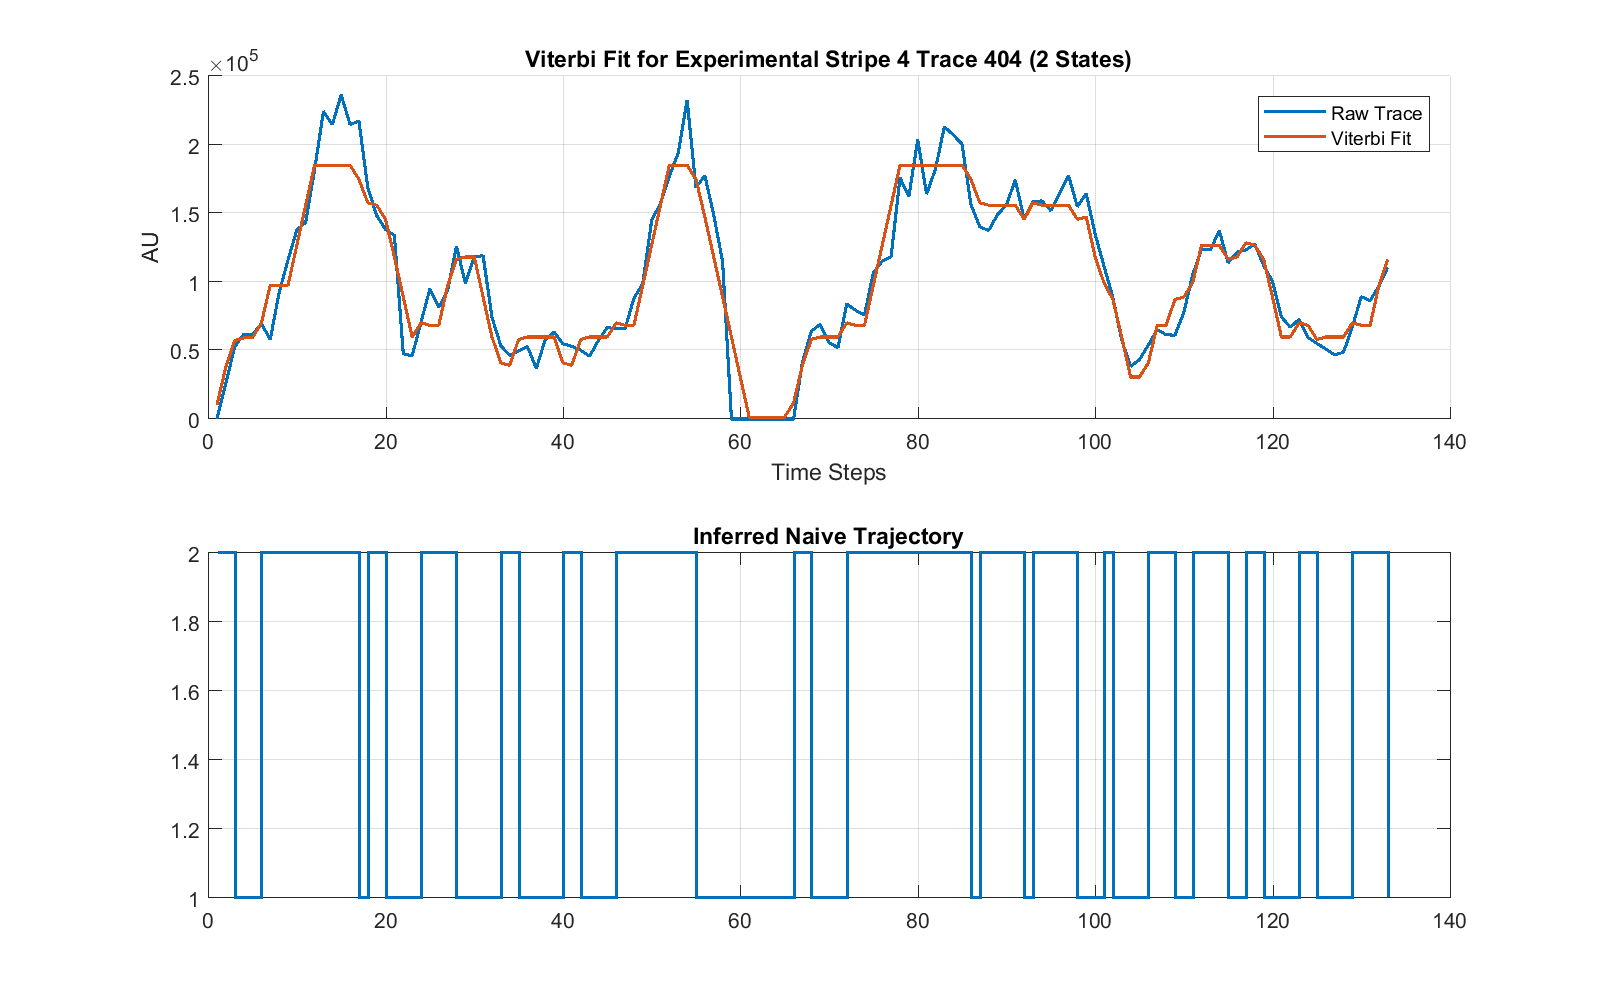 Viterbi Fit for Experimental Stripe 4 Trace 404 (2 States)
×10^5
2.5
2
1.5
1
0.5
0
AU
Raw Trace
Viterbi Fit
0 20 40 60 80 100 120 140
Time Steps
Inferred Naive Trajectory
2
1.8
1.6
1.4
1.2
1
0 20 40 60 80 100 120 140